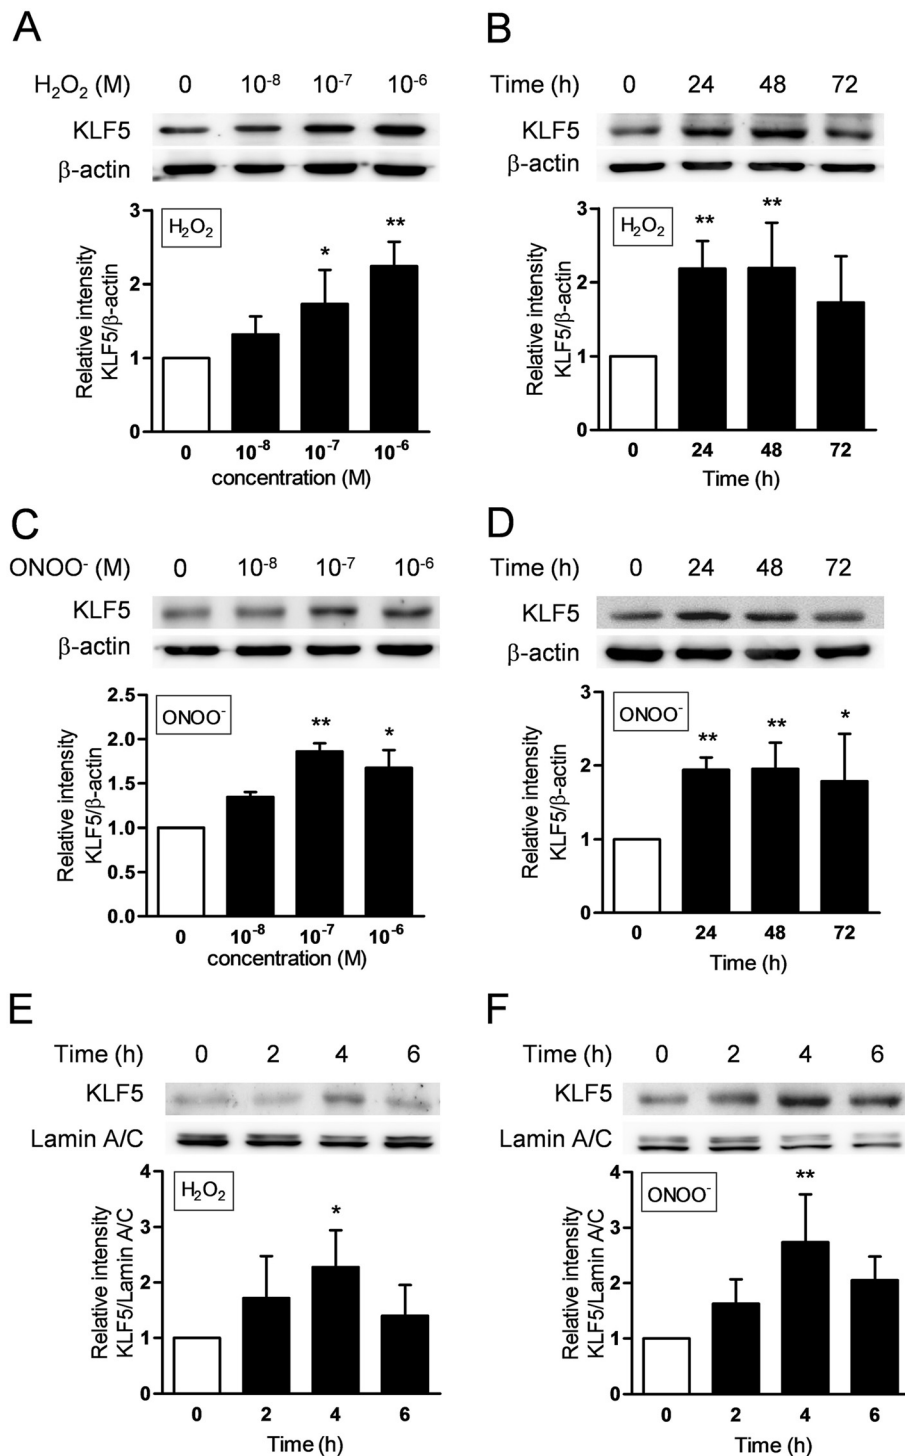 A
H₂O₂ (M) 0 10⁻⁸ 10⁻⁷ 10⁻⁶
KLF5
β-actin
3
2
1
0
Relative intensity
KLF5/β-actin
H₂O₂
*
**
0 10⁻⁸ 10⁻⁷ 10⁻⁶
concentration (M)
B
Time (h) 0 24 48 72
KLF5
β-actin
3
2
1
0
Relative intensity
KLF5/β-actin
H₂O₂
**
**
0 24 48 72
Time (h)
C
ONOO⁻ (M) 0 10⁻⁸ 10⁻⁷ 10⁻⁶
KLF5
β-actin
2.5
2.0
1.5
1.0
0.5
0.0
Relative intensity
KLF5/β-actin
ONOO⁻
**
*
0 10⁻⁸ 10⁻⁷ 10⁻⁶
concentration (M)
D
Time (h) 0 24 48 72
KLF5
β-actin
3
2
1
0
Relative intensity
KLF5/β-actin
ONOO⁻
**
**
*
0 24 48 72
Time (h)
E
Time (h) 0 2 4 6
KLF5
Lamin A/C
4
3
2
1
0
Relative intensity
KLF5/Lamin A/C
H₂O₂
*
0 2 4 6
Time (h)
F
Time (h) 0 2 4 6
KLF5
Lamin A/C
4
3
2
1
0
Relative intensity
KLF5/Lamin A/C
ONOO⁻
**
0 2 4 6
Time (h)